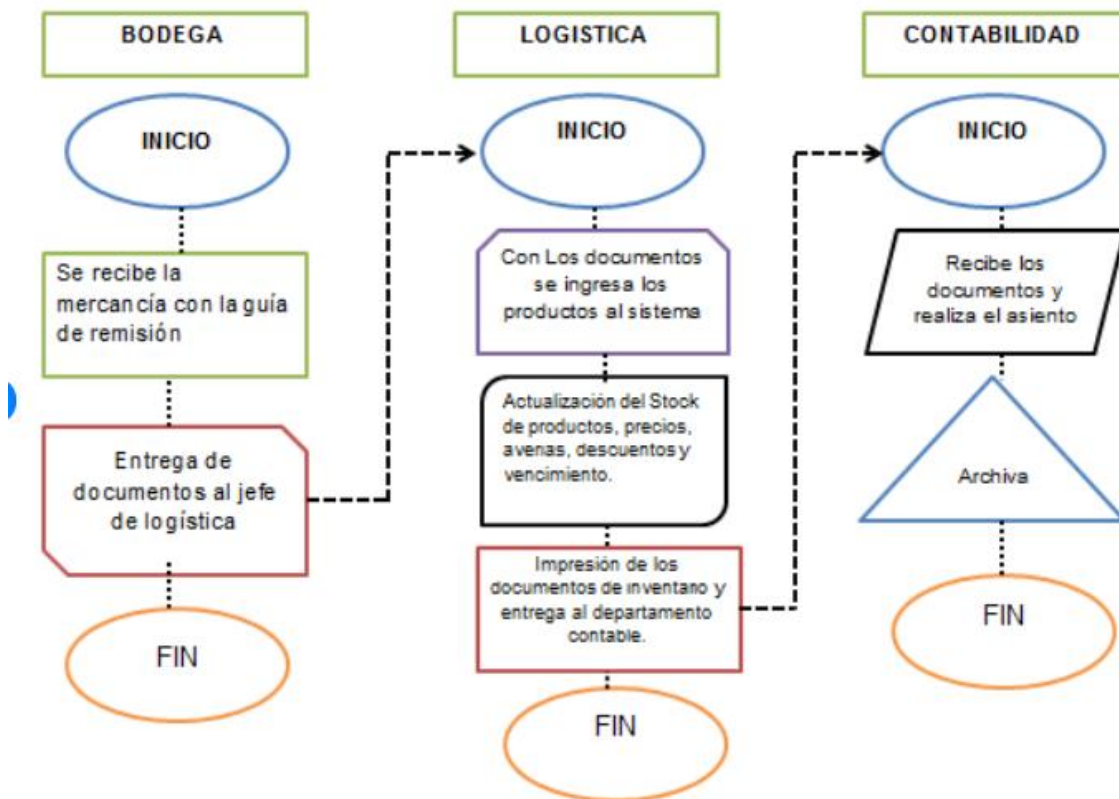 BODEGA
INICIO
Se recibe la
mercancía con la guía
de remisión
Entrega de
documentos al jefe
de logística
FIN
LOGISTICA
INICIO
Con Los documentos
se ingresa los
productos al sistema
Actualización del Stock
de productos, precios,
averias, descuentos y
vencimiento.
Impresión de los
documentos de inventario y
entrega al departamento
contable.
FIN
CONTABILIDAD
INICIO
Recibe los
documentos y
realiza el asiento
Archiva
FIN